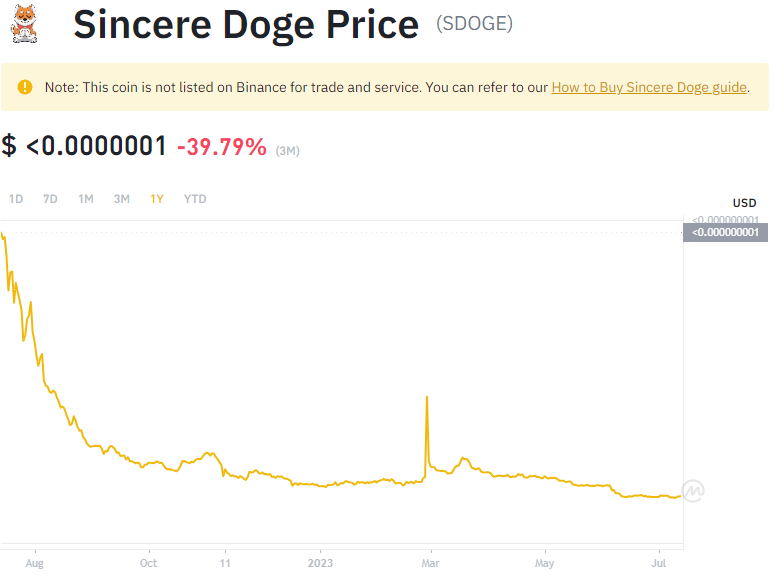 Sincere Doge Price (SDOGE)
Note: This coin is not listed on Binance for trade and service. You can refer to our How to Buy Sincere Doge guide.
$ <0.0000001 -39.79% (3M)
1D 7D 1M 3M 1Y YTD
USD
<0.000000001
<0.000000001
Aug Oct 11 2023 Mar May Jul